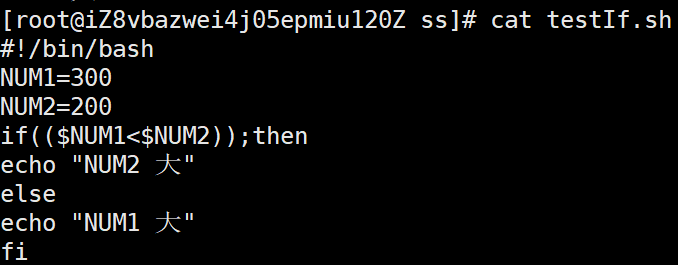 [root@iZ8vbazwei4j05epmiu120Z ss]# cat testIf.sh
#!/bin/bash
NUM1=300
NUM2=200
if(($NUM1<$NUM2));then
echo "NUM2 大"
else
echo "NUM1 大"
fi